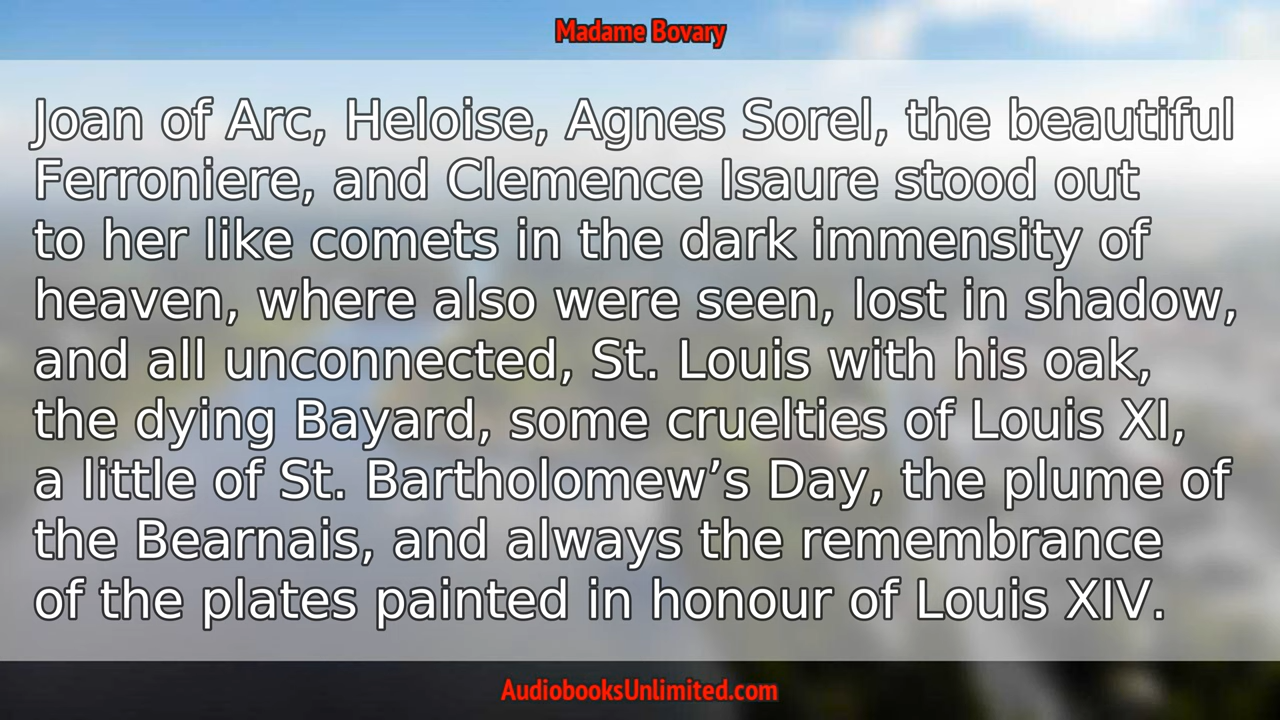 Madame Bovary
Joan of Arc, Heloise, Agnes Sorel, the beautiful
Ferroniere, and Clemence Isaure stood out
to her like comets in the dark immensity of
heaven, where also were seen, lost in shadow,
and all unconnected, St. Louis with his oak,
the dying Bayard, some cruelties of Louis XI,
a little of St. Bartholomew’s Day, the plume of
the Bearnais, and always the remembrance
of the plates painted in honour of Louis XIV.
AudiobooksUnlimited.com